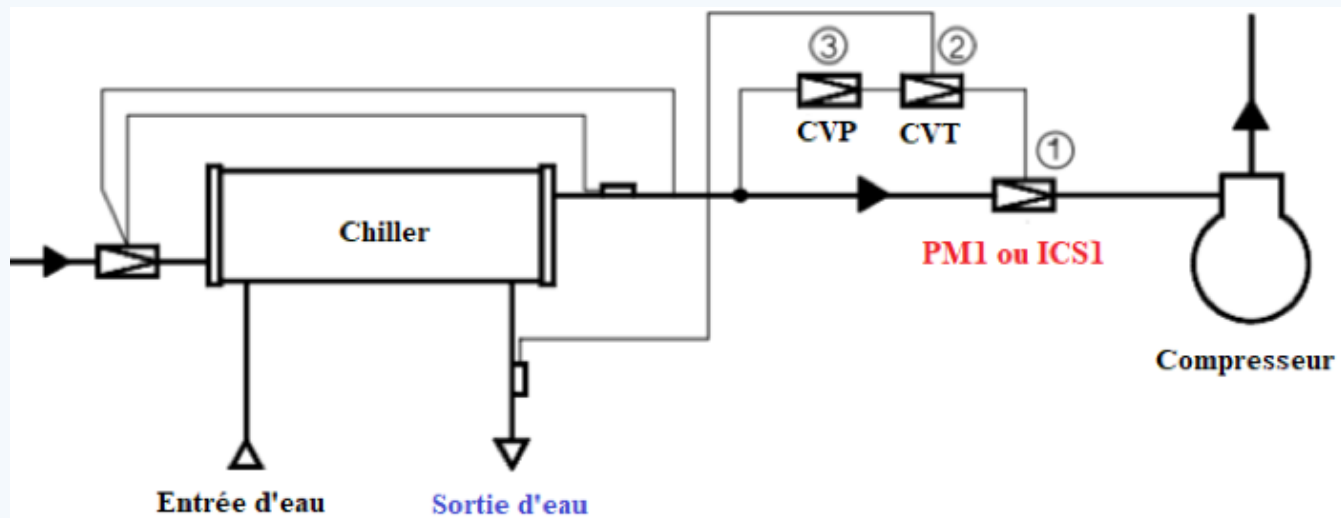 ③
②
CVP
CVT
①
Chiller
PM1 ou ICS1
Compresseur
Entrée d'eau
Sortie d'eau